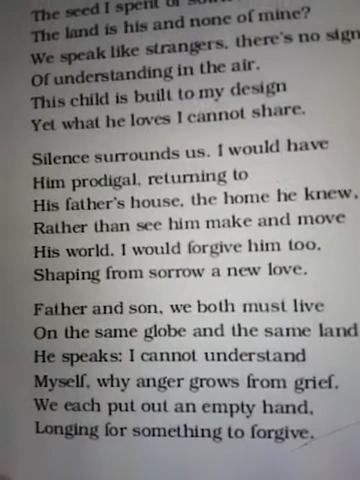 The seed I spent or
The land is his and none of mine?
We speak like strangers, there's no sign
Of understanding in the air.
This child is built to my design
Yet what he loves I cannot share.
Silence surrounds us. I would have
Him prodigal, returning to
His father's house, the home he knew,
Rather than see him make and move
His world. I would forgive him too,
Shaping from sorrow a new love.
Father and son, we both must live
On the same globe and the same land
He speaks: I cannot understand
Myself, why anger grows from grief.
We each put out an empty hand,
Longing for something to forgive.